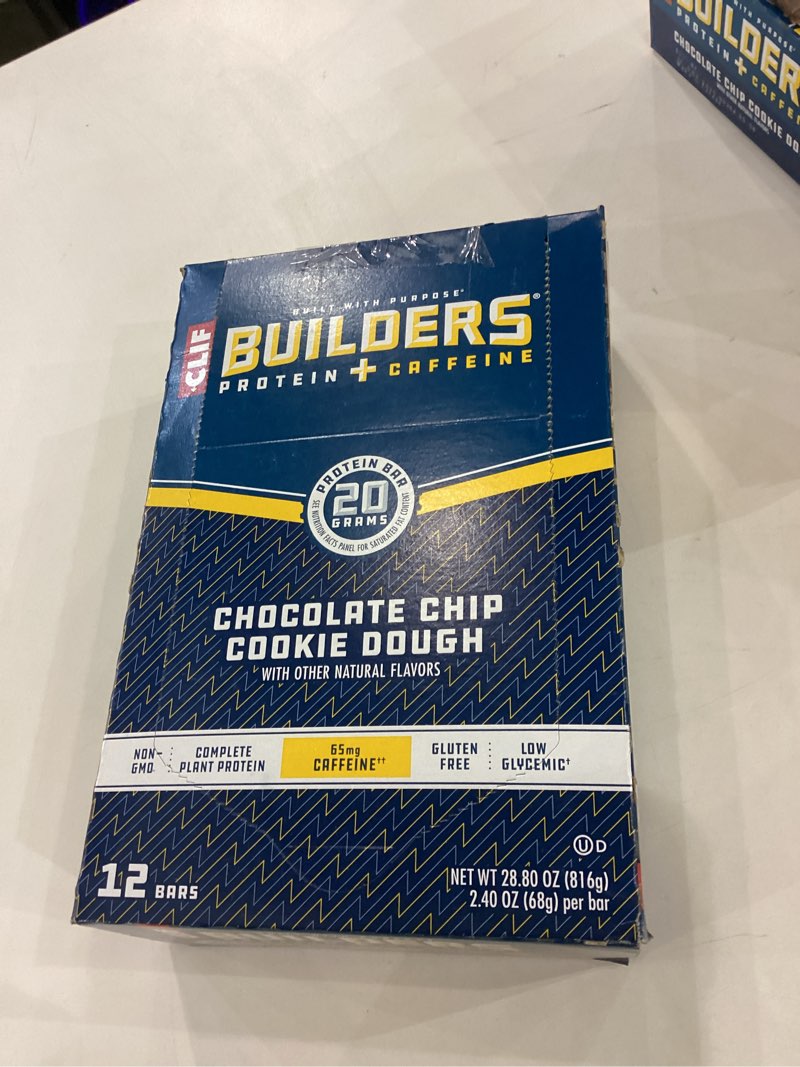 BUILT WITH PURPOSE®
CLIF
BUILDERS®
PROTEIN + CAFFEINE
PROTEIN BAR
20
GRAMS
SEE NUTRITION FACTS PANEL FOR SATURATED FAT CONTENT
CHOCOLATE CHIP
COOKIE DOUGH
WITH OTHER NATURAL FLAVORS
NON-
GMO
COMPLETE
PLANT PROTEIN
65mg
CAFFEINE††
GLUTEN
FREE
LOW
GLYCEMIC†
U D
12 BARS
NET WT 28.80 OZ (816g)
2.40 OZ (68g) per bar
WITH PURPOSE
BUILDER
PROTEIN + CAFFE
CHOCOLATE CHIP COOKIE DO